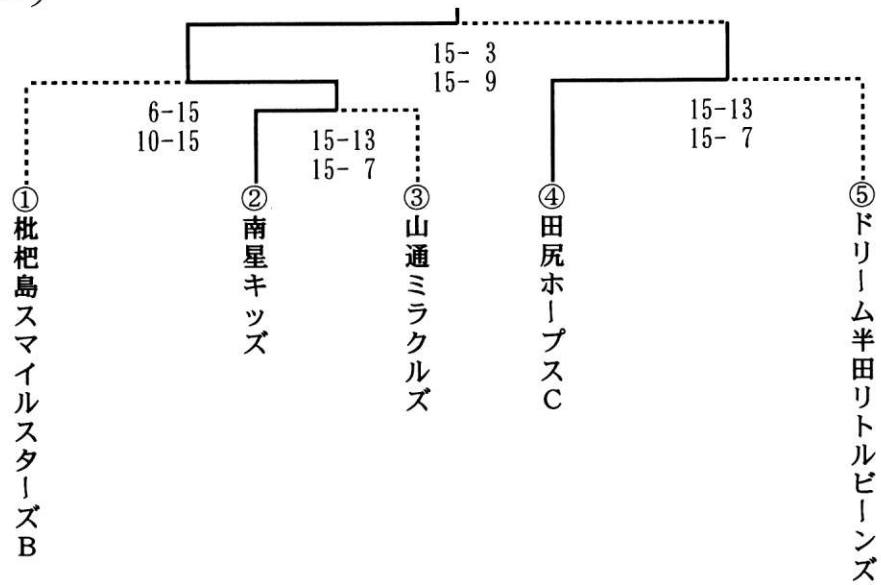 15- 3
15- 9
6-15
10-15
15-13
15- 7
15-13
15- 7
①枇杷島スマイルスターズB
②南星キッズ
③山通ミラクルズ
④田尻ホープスC
⑤ドリーム半田リトルビーンズ